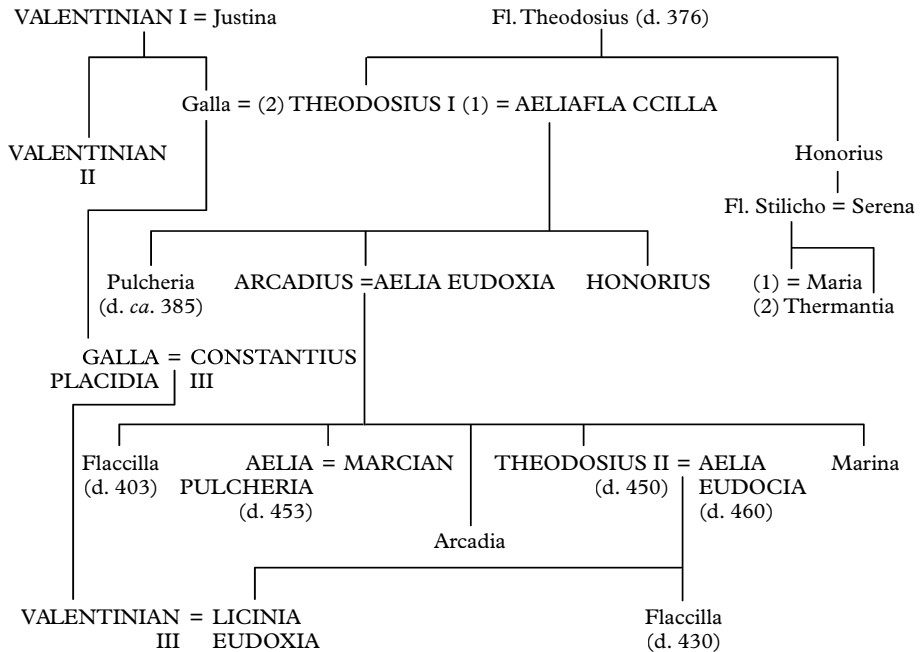 VALENTINIAN I = Justina
Fl. Theodosius (d. 376)
Galla = (2) THEODOSIUS I (1) = AELIAFLA CCILLA
VALENTINIAN
II
Honorius
Fl. Stilicho = Serena
Pulcheria
(d. ca. 385)
ARCADIUS =AELIA EUDOXIA
HONORIUS
(1) = Maria
(2) Thermantia
GALLA = CONSTANTIUS
PLACIDIA III
Flaccilla
(d. 403)
AELIA = MARCIAN
PULCHERIA
(d. 453)
Arcadia
THEODOSIUS II = AELIA
(d. 450) EUDOCIA
(d. 460)
Marina
VALENTINIAN = LICINIA
III EUDOXIA
Flaccilla
(d. 430)